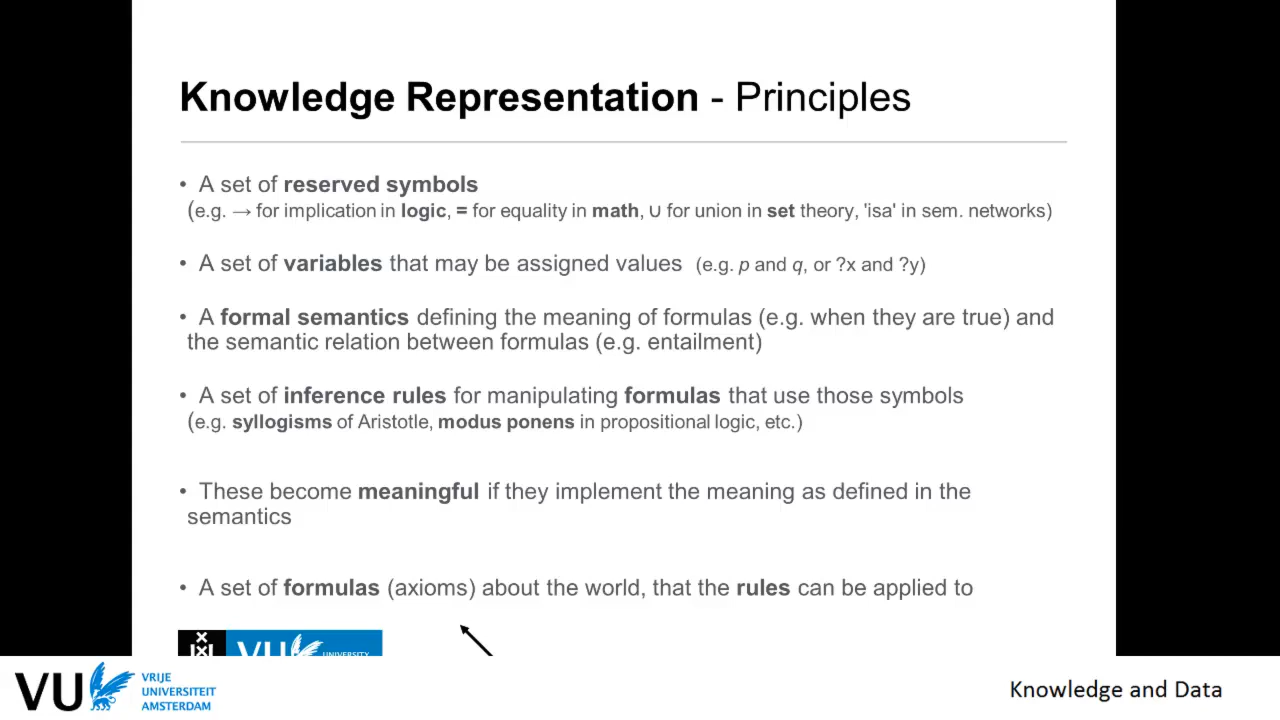 Knowledge Representation - Principles
• A set of reserved symbols
(e.g. → for implication in logic, = for equality in math, ∪ for union in set theory, 'isa' in sem. networks)
• A set of variables that may be assigned values (e.g. p and q, or ?x and ?y)
• A formal semantics defining the meaning of formulas (e.g. when they are true) and
the semantic relation between formulas (e.g. entailment)
• A set of inference rules for manipulating formulas that use those symbols
(e.g. syllogisms of Aristotle, modus ponens in propositional logic, etc.)
• These become meaningful if they implement the meaning as defined in the
semantics
• A set of formulas (axioms) about the world, that the rules can be applied to
VU UNIVERSITY
VU VRIJE
UNIVERSITEIT
AMSTERDAM
Knowledge and Data